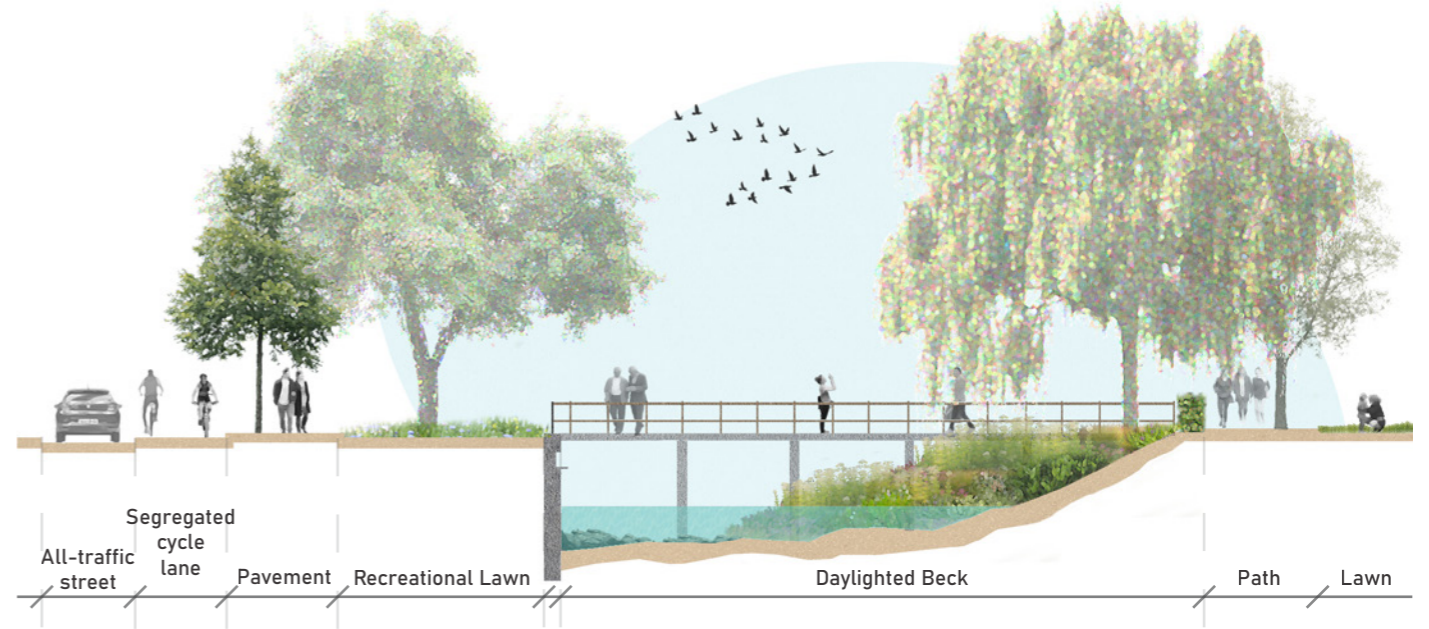 All-traffic
street
Segregated
cycle
lane
Pavement
Recreational Lawn
Daylighted Beck
Path
Lawn